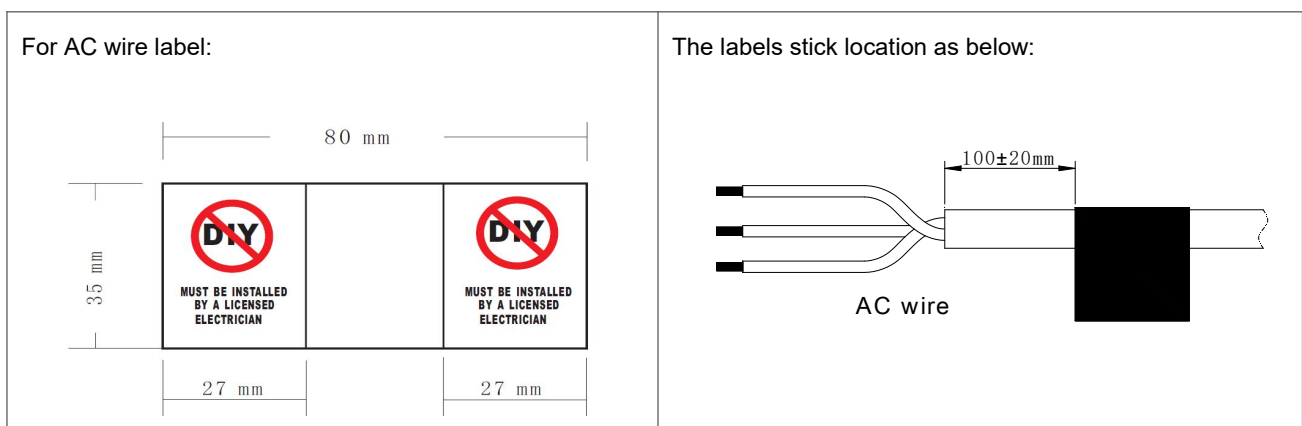 For AC wire label:
80 mm
35 mm
DIY
MUST BE INSTALLED
BY A LICENSED
ELECTRICIAN
DIY
MUST BE INSTALLED
BY A LICENSED
ELECTRICIAN
27 mm
27 mm
The labels stick location as below:
100±20mm
AC wire